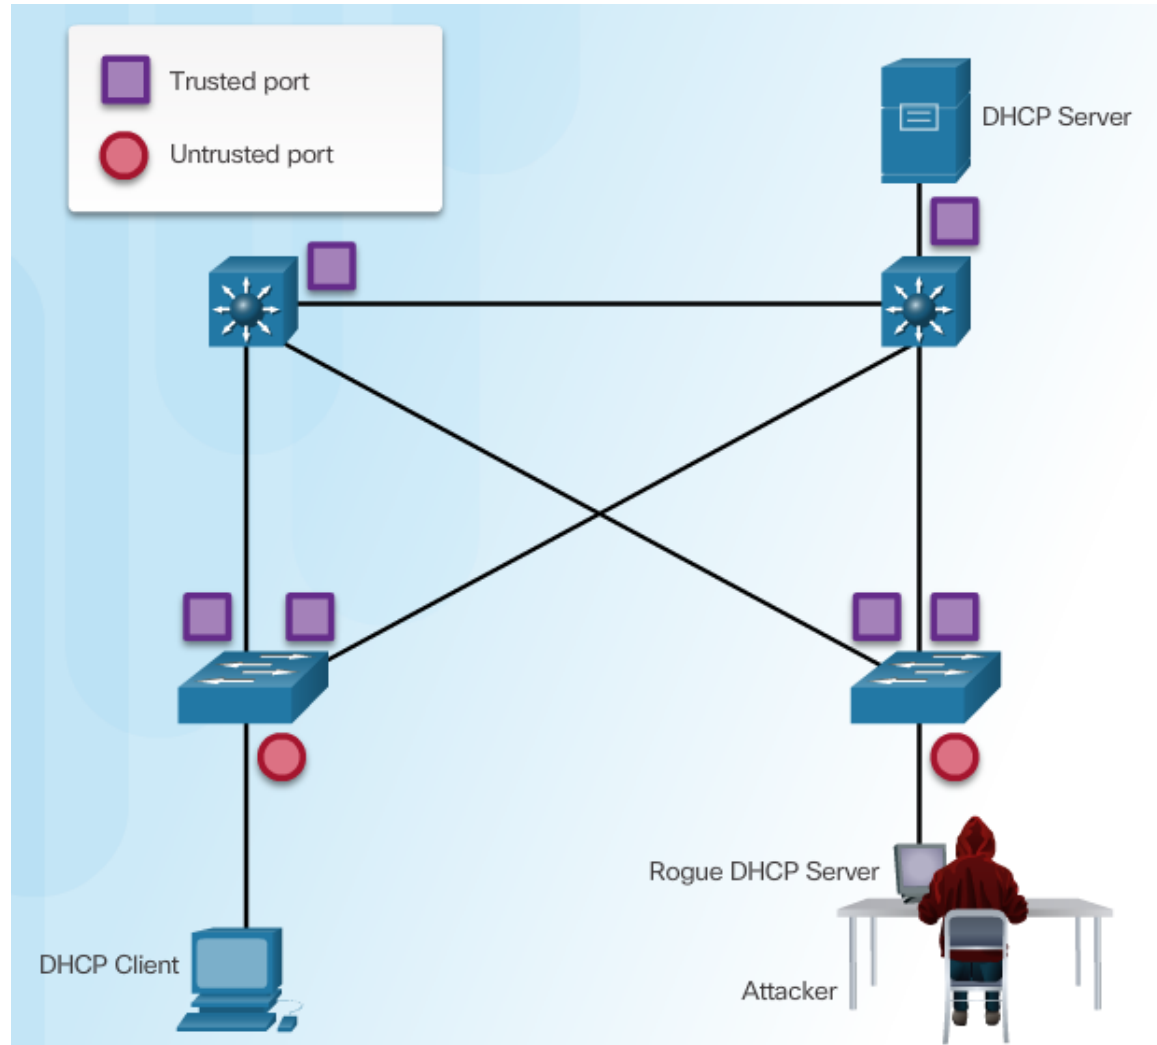 Trusted port
Untrusted port
DHCP Server
Rogue DHCP Server
DHCP Client
Attacker